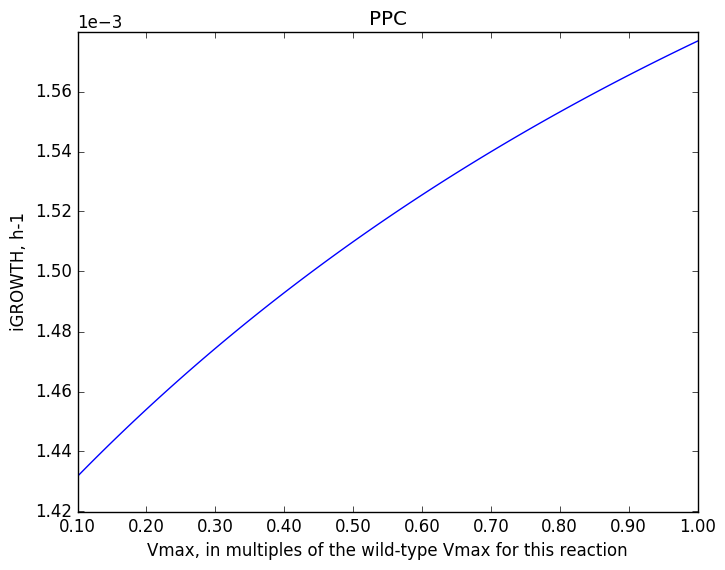 PPC
1e−3
1.56
1.54
1.52
1.50
1.48
1.46
1.44
1.42
iGROWTH, h-1
0.10 0.20 0.30 0.40 0.50 0.60 0.70 0.80 0.90 1.00
Vmax, in multiples of the wild-type Vmax for this reaction